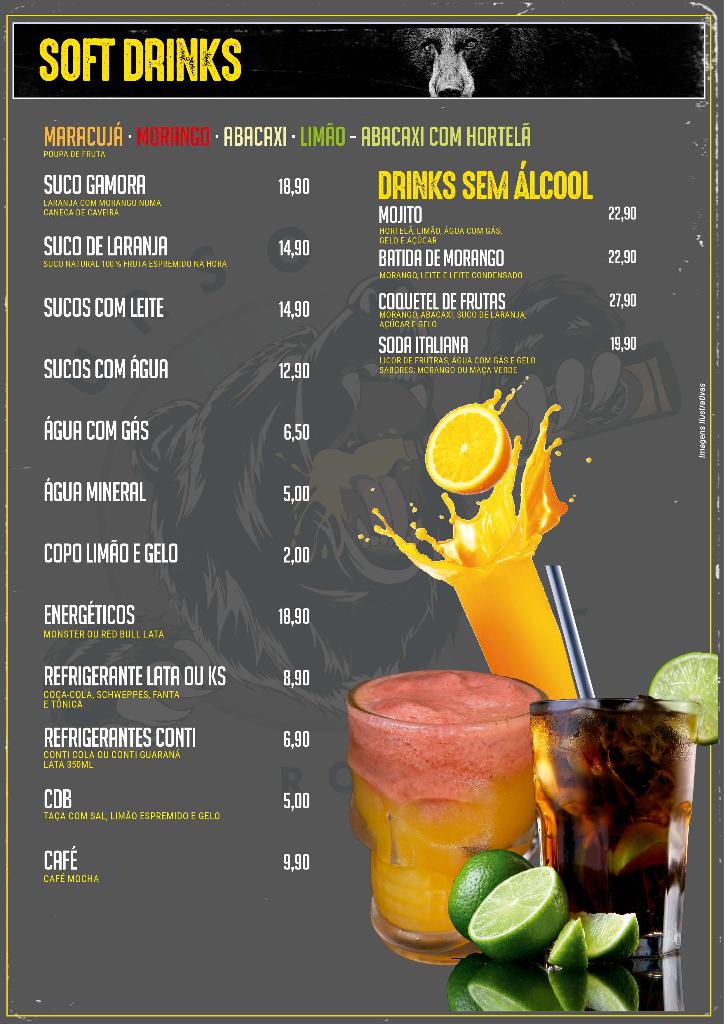 SOFT DRINKS
MARACUJÁ · MORANGO · ABACAXI · LIMÃO - ABACAXI COM HORTELÃ
POUPA DE FRUTA
SUCO GAMORA 18,90
LARANJA COM MORANGO NUMA
CANECA DE CAVEIRA
SUCO DE LARANJA 14,90
SUCO NATURAL 100% FRUTA ESPREMIDO NA HORA
SUCOS COM LEITE 14,90
SUCOS COM ÁGUA 12,90
ÁGUA COM GÁS 6,50
ÁGUA MINERAL 5,00
COPO LIMÃO E GELO 2,00
ENERGÉTICOS 18,90
MONSTER OU RED BULL LATA
REFRIGERANTE LATA OU KS 8,90
COCA-COLA, SCHWEPPES, FANTA
E TÔNICA
REFRIGERANTES CONTI 6,90
CONTI COLA OU CONTI GUARANÁ
LATA 350ML
CDB 5,00
TAÇA COM SAL, LIMÃO ESPREMIDO E GELO
CAFÉ 9,90
CAFÉ MOCHA
DRINKS SEM ÁLCOOL
MOJITO 22,90
HORTELÃ, LIMÃO, ÁGUA COM GÁS,
GELO E AÇÚCAR
BATIDA DE MORANGO 22,90
MORANGO, LEITE E LEITE CONDENSADO
COQUETEL DE FRUTAS 27,90
MORANGO, ABACAXI, SUCO DE LARANJA,
AÇÚCAR E GELO
SODA ITALIANA 19,90
LICOR DE FRUTRAS, ÁGUA COM GÁS E GELO
SABORES: MORANGO OU MAÇA VERDE
Imagens Ilustrativas